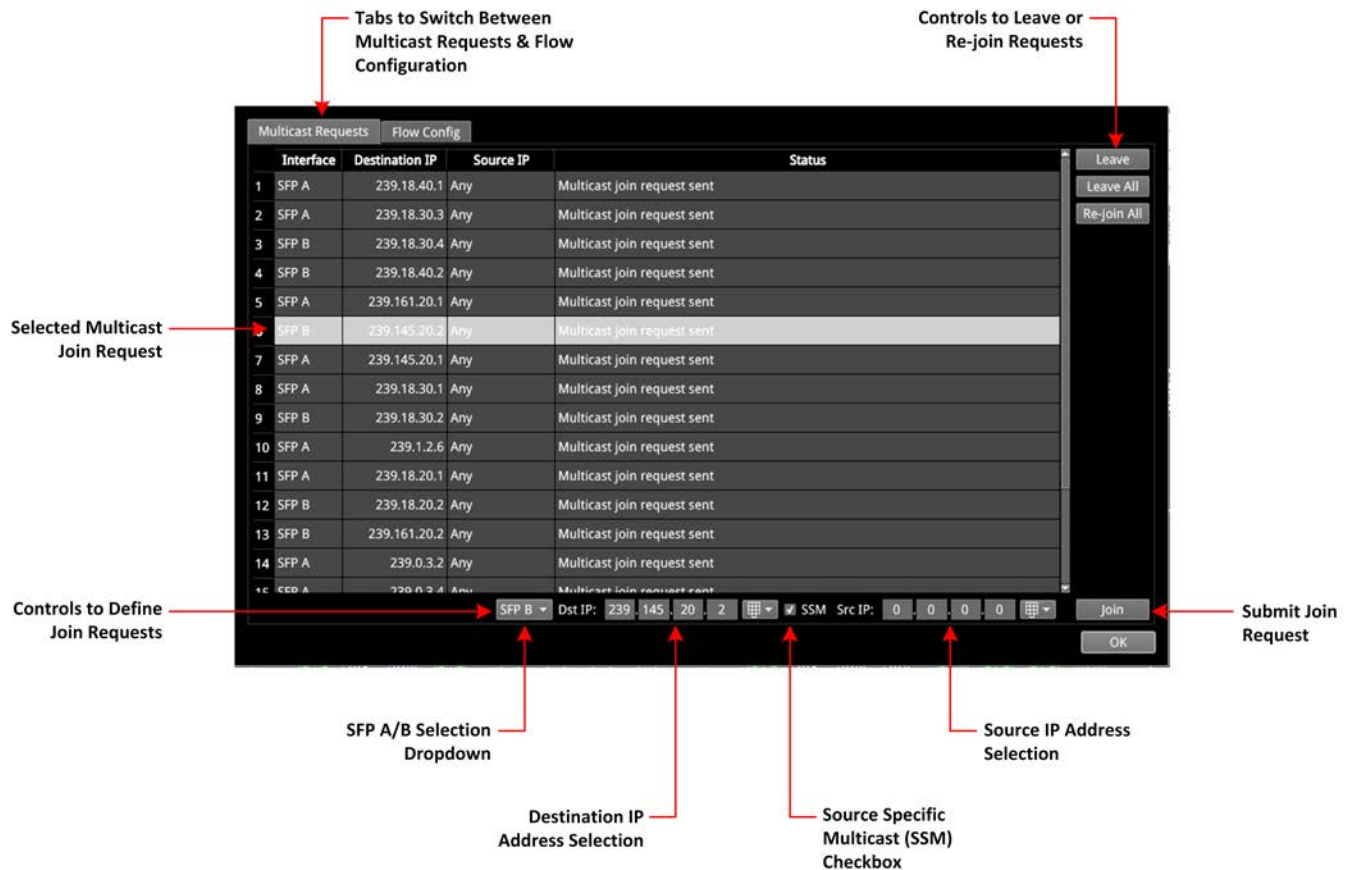 Tabs to Switch Between
Multicast Requests & Flow
Configuration
Controls to Leave or
Re-join Requests
Multicast Requests Flow Config
Interface Destination IP Source IP Status Leave
1 SFP A 239.18.40.1 Any Multicast join request sent Leave All
2 SFP A 239.18.30.3 Any Multicast join request sent Re-join All
3 SFP B 239.18.30.4 Any Multicast join request sent
4 SFP B 239.18.40.2 Any Multicast join request sent
5 SFP A 239.161.20.1 Any Multicast join request sent
Selected Multicast
Join Request
SFP B 239.145.20.2 Any Multicast join request sent
7 SFP A 239.145.20.1 Any Multicast join request sent
8 SFP A 239.18.30.1 Any Multicast join request sent
9 SFP B 239.18.30.2 Any Multicast join request sent
10 SFP A 239.1.2.6 Any Multicast join request sent
11 SFP A 239.18.20.1 Any Multicast join request sent
12 SFP B 239.18.20.2 Any Multicast join request sent
13 SFP B 239.161.20.2 Any Multicast join request sent
14 SFP A 239.0.3.2 Any Multicast join request sent
15 SFP A 239.0.3.4 Any Multicast join request sent
Controls to Define
Join Requests
SFP B Dst IP: 239 . 145 . 20 . 2 SSM Src IP: 0 . 0 . 0 . 0 Join
OK
Submit Join
Request
SFP A/B Selection
Dropdown
Source IP Address
Selection
Destination IP
Address Selection
Source Specific
Multicast (SSM)
Checkbox